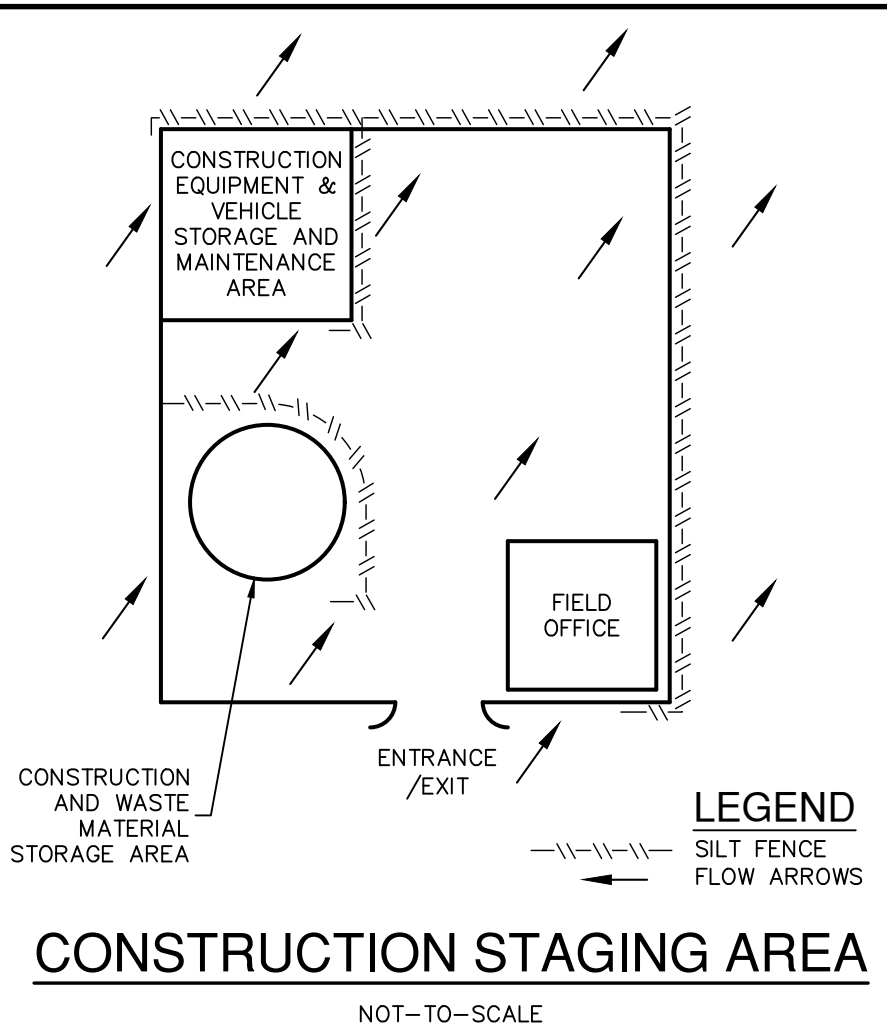 CONSTRUCTION
EQUIPMENT &
VEHICLE
STORAGE AND
MAINTENANCE
AREA
FIELD
OFFICE
ENTRANCE
/EXIT
CONSTRUCTION
AND WASTE
MATERIAL
STORAGE AREA
LEGEND
SILT FENCE
FLOW ARROWS
CONSTRUCTION STAGING AREA
NOT-TO-SCALE